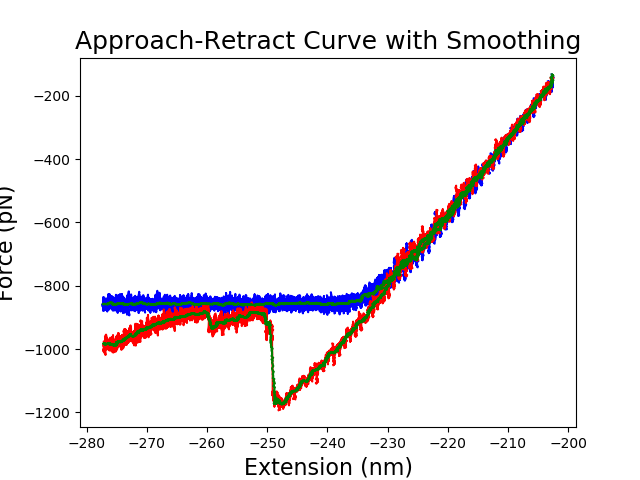 Approach-Retract Curve with Smoothing
Force (pN)
−200
−400
−600
−800
−1000
−1200
−280 −270 −260 −250 −240 −230 −220 −210 −200
Extension (nm)